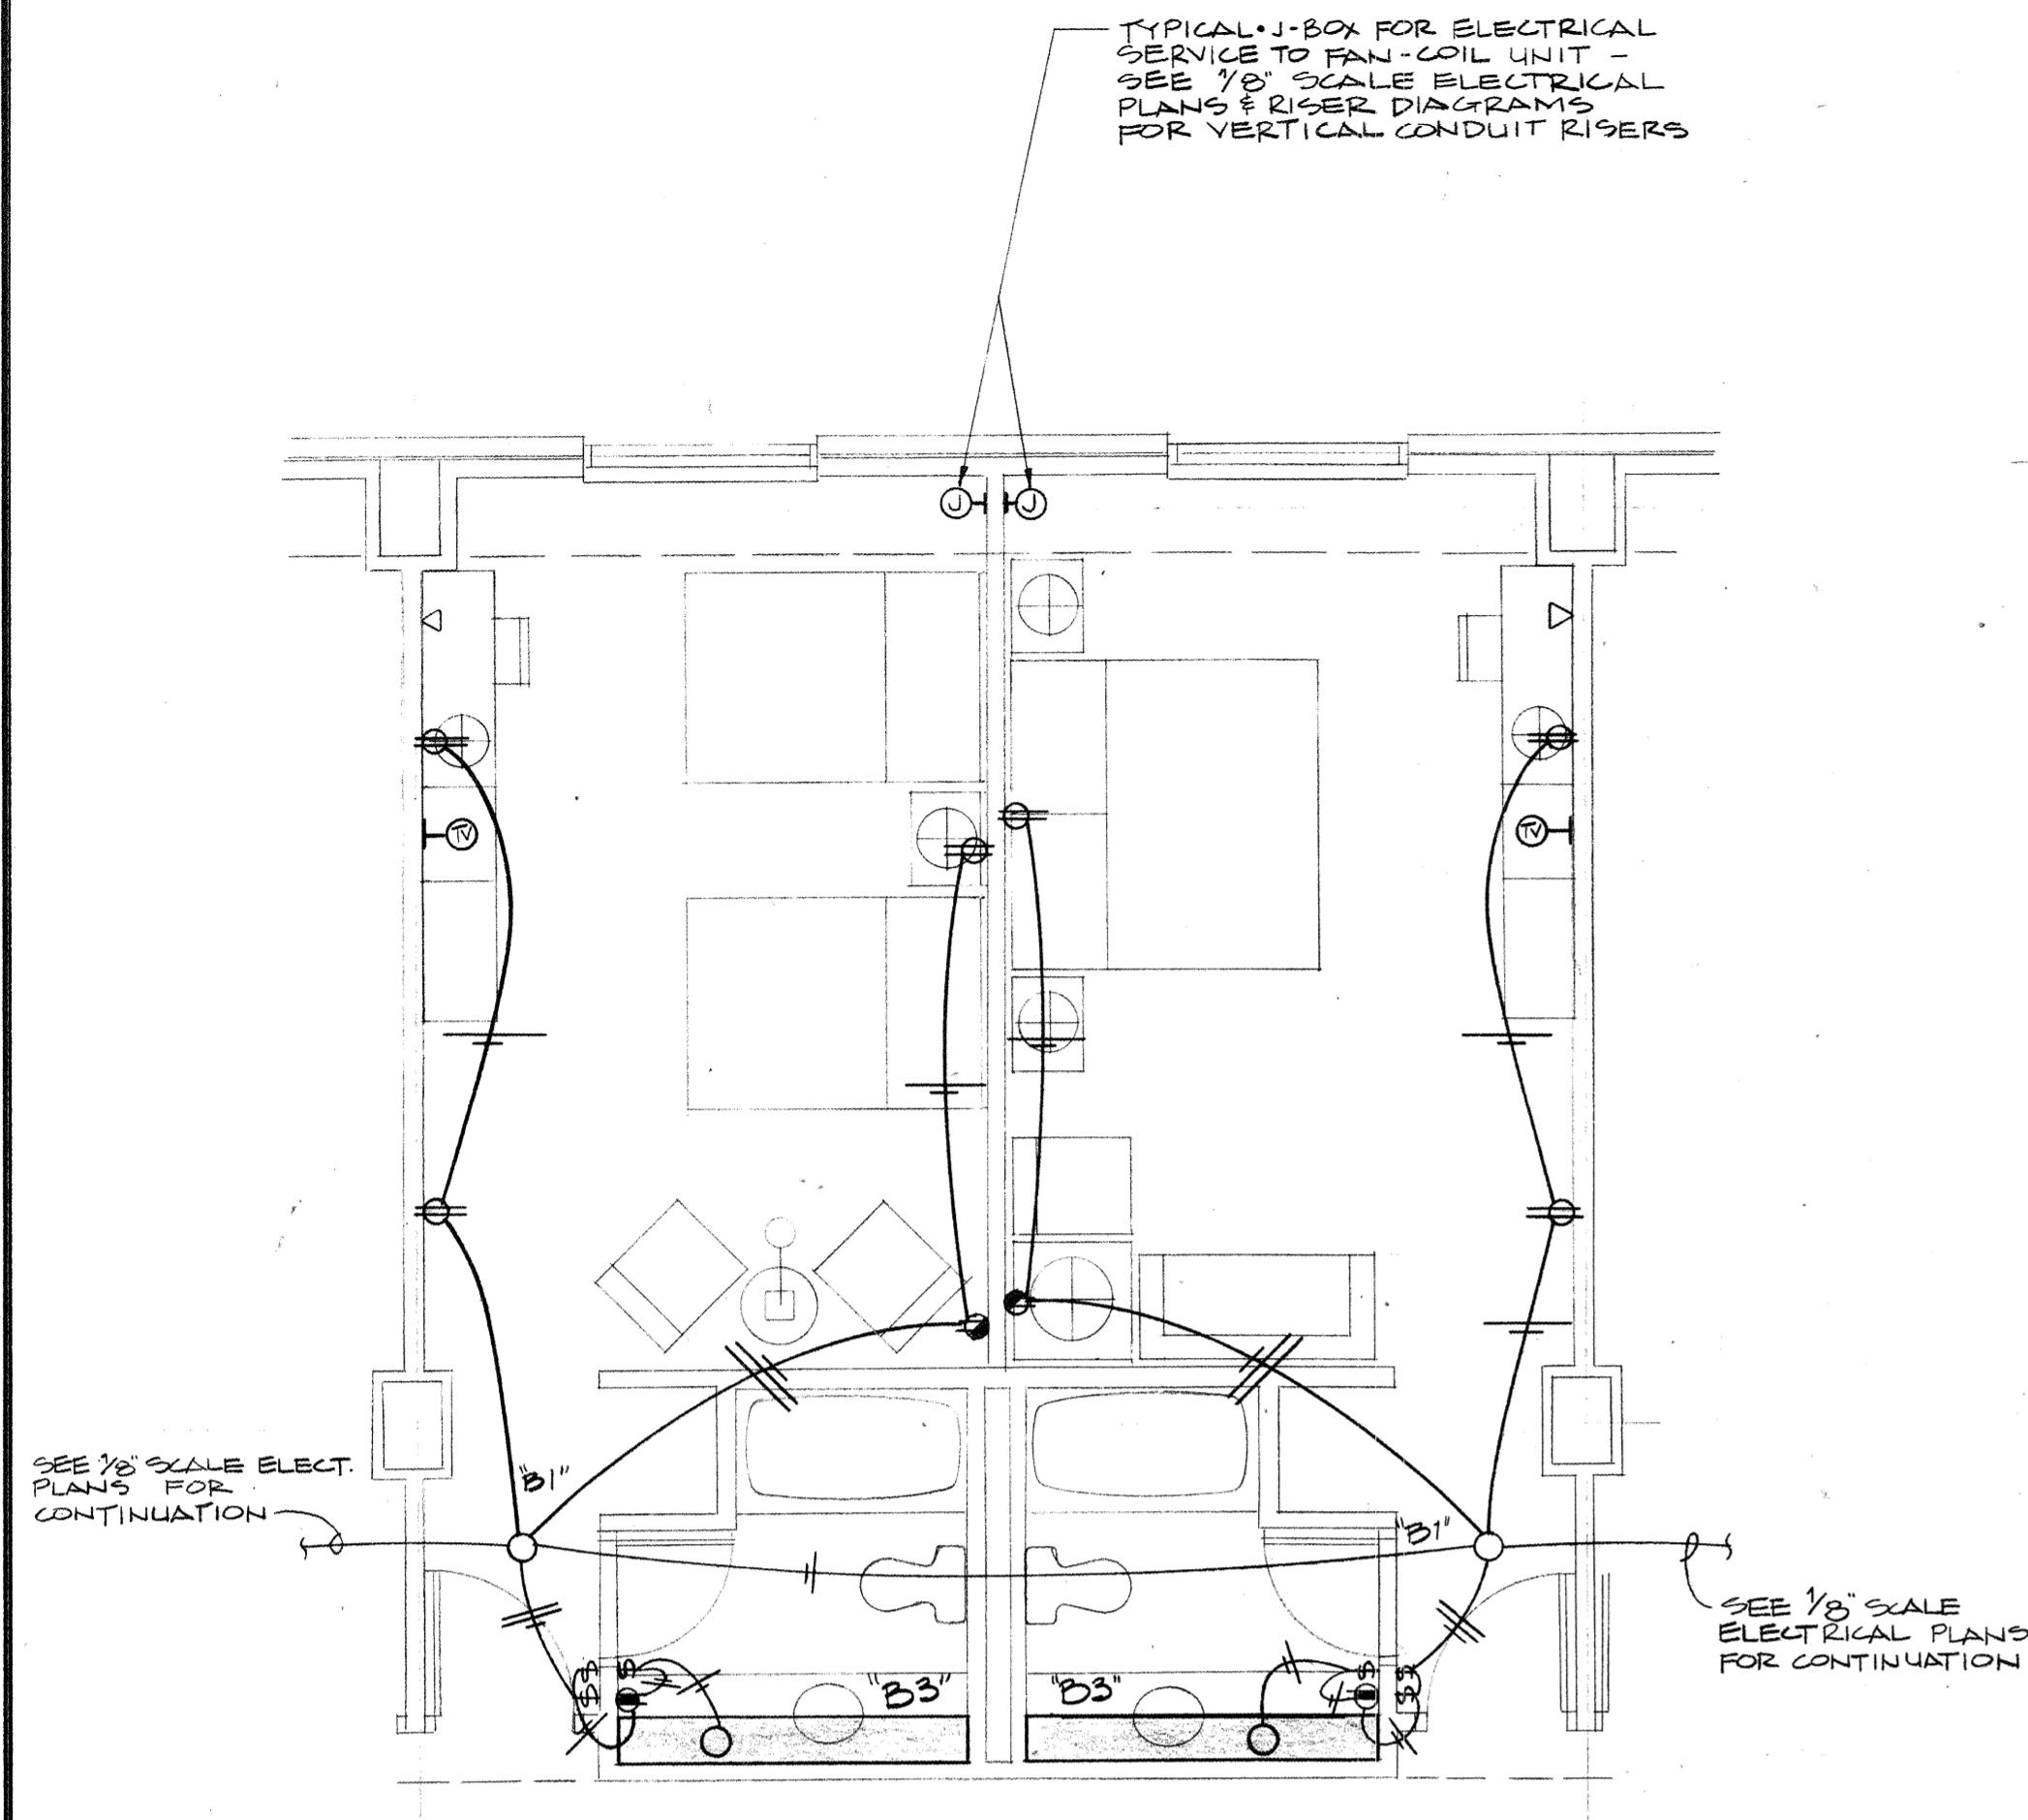 TYPICAL•J-BOX FOR ELECTRICAL
SERVICE TO FAN-COIL UNIT -
SEE 1/8" SCALE ELECTRICAL
PLANS & RISER DIAGRAMS
FOR VERTICAL CONDUIT RISERS
J J
TV TV
SEE 1/8" SCALE ELECT.
PLANS FOR
CONTINUATION
"B1" "B1"
SEE 1/8" SCALE
ELECTRICAL PLANS
FOR CONTINUATION
$ $ $ $ $ $
"B3" "B3"